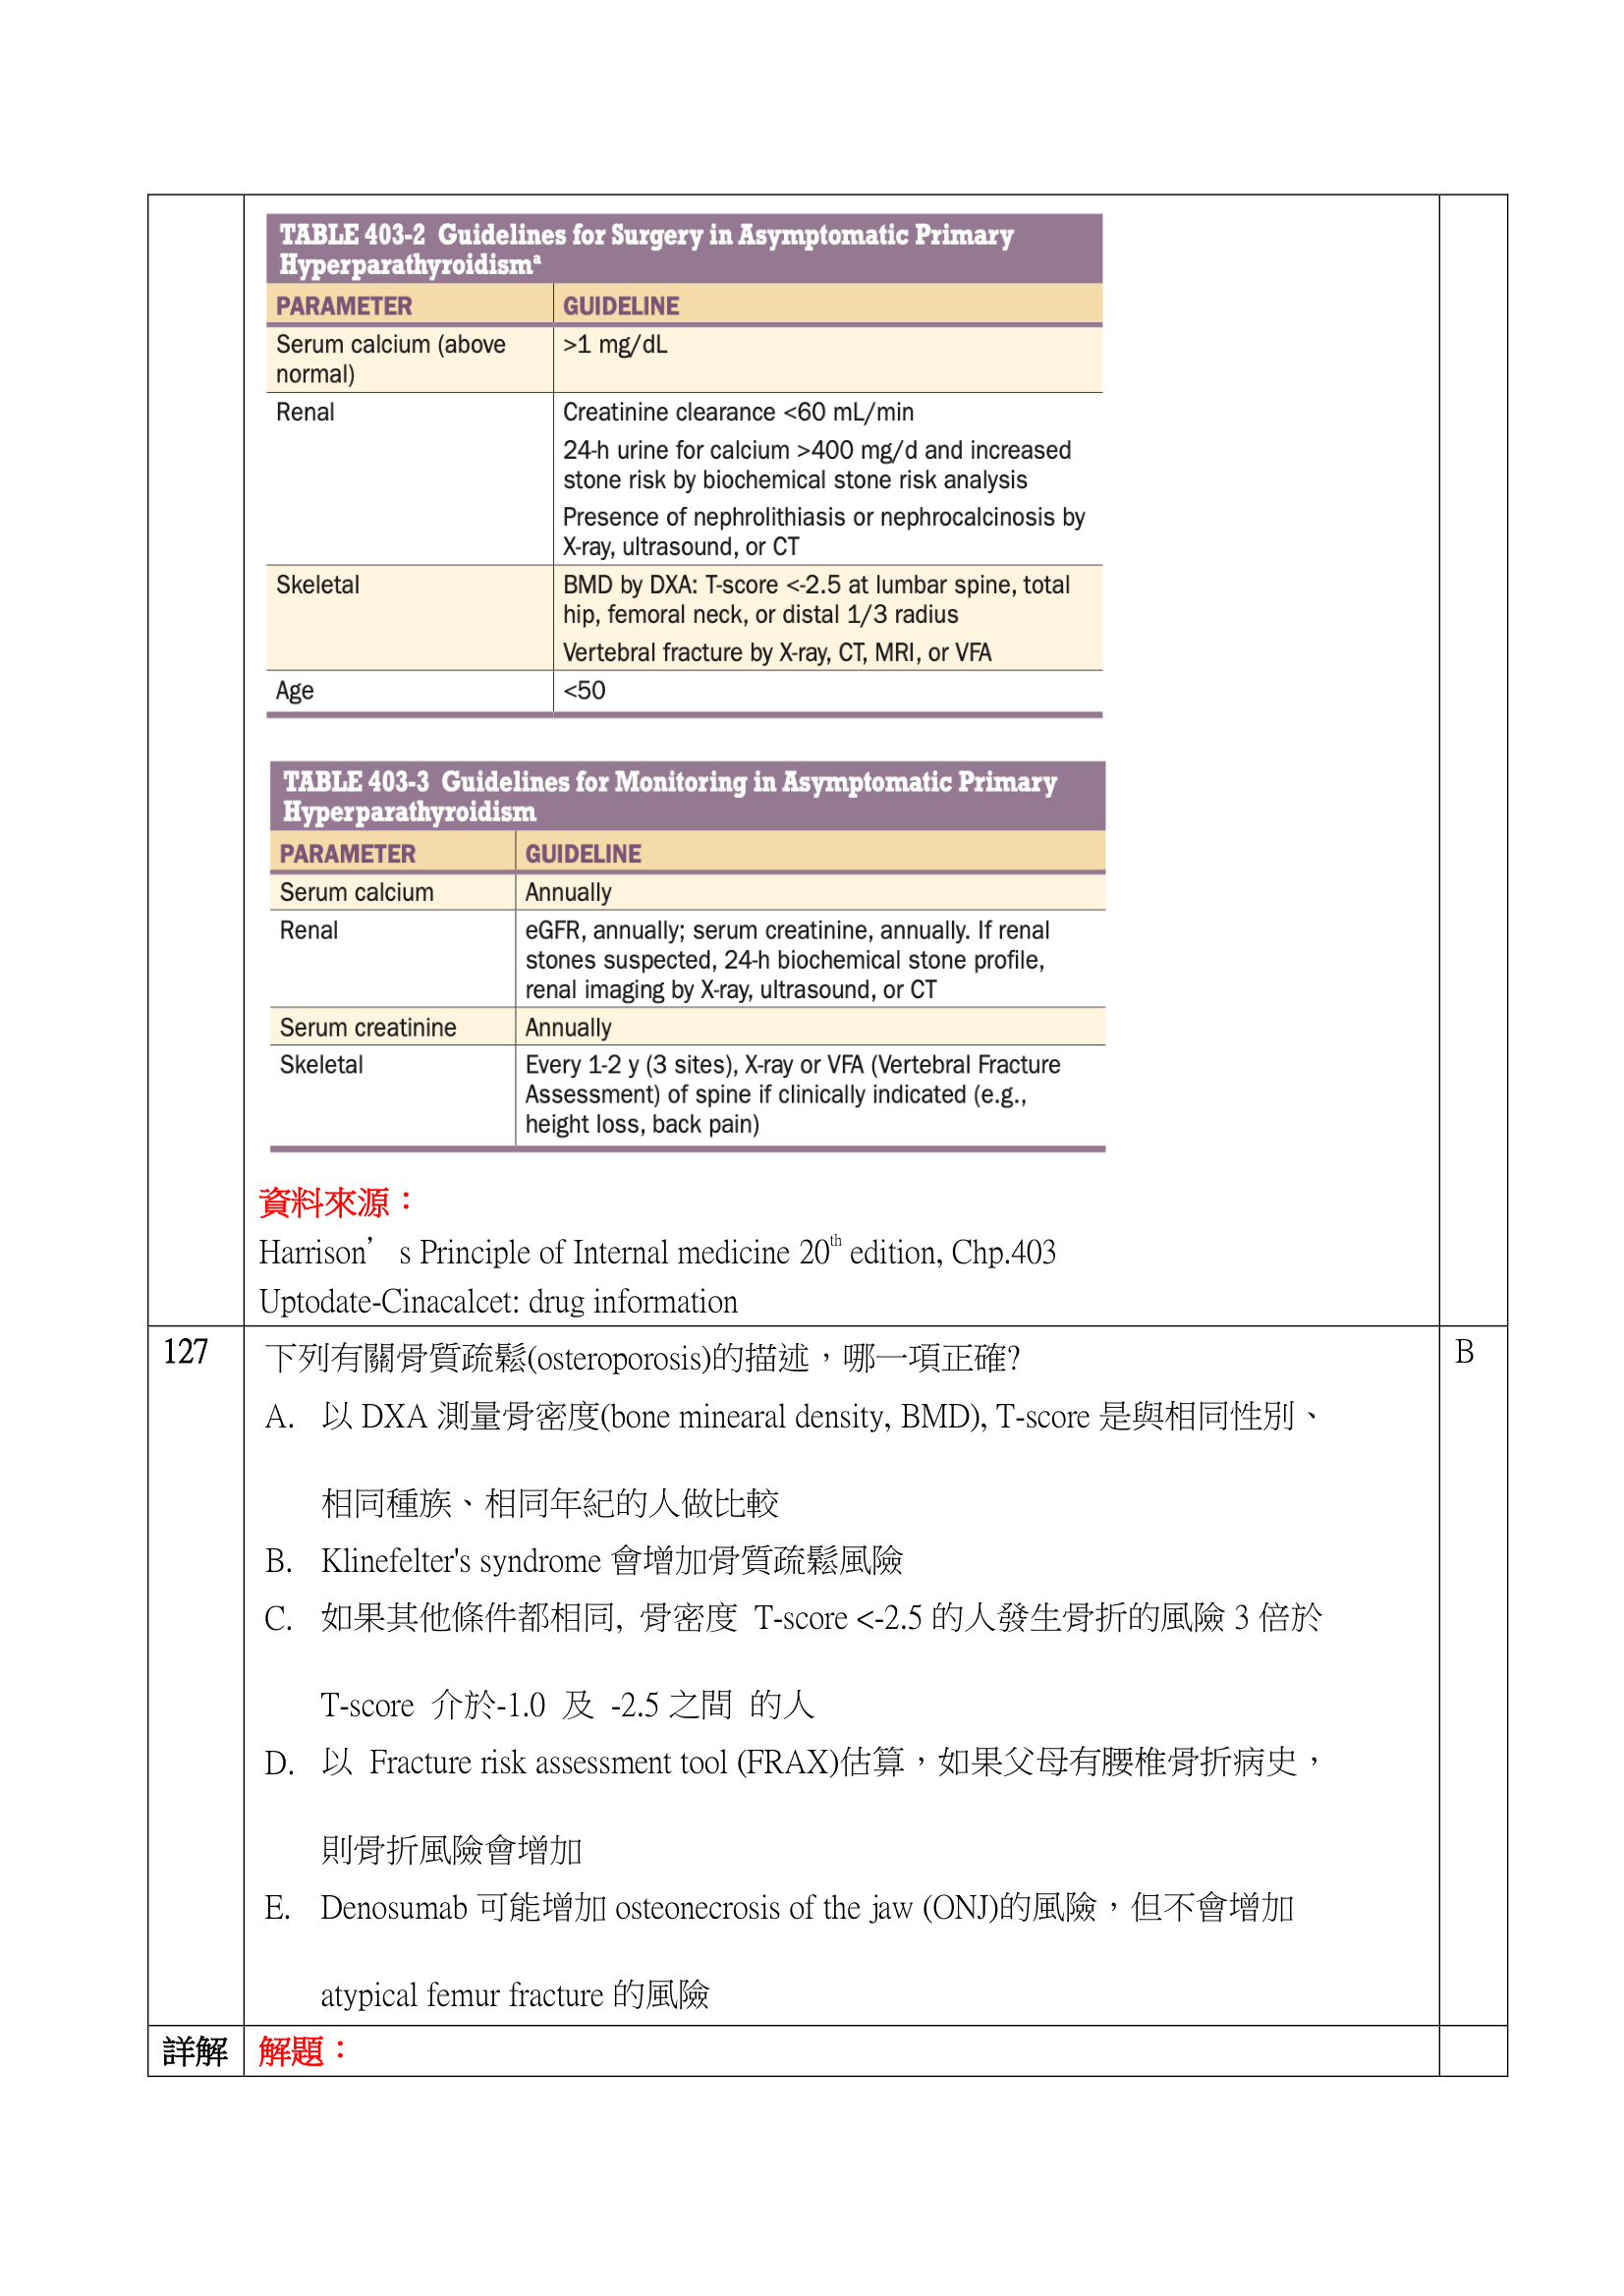 TABLE 403-2 Guidelines for Surgery in Asymptomatic Primary
Hyperparathyroidismᵃ
PARAMETER GUIDELINE
Serum calcium (above >1 mg/dL
normal)
Renal Creatinine clearance <60 mL/min
24-h urine for calcium >400 mg/d and increased
stone risk by biochemical stone risk analysis
Presence of nephrolithiasis or nephrocalcinosis by
X-ray, ultrasound, or CT
Skeletal BMD by DXA: T-score <-2.5 at lumbar spine, total
hip, femoral neck, or distal 1/3 radius
Vertebral fracture by X-ray, CT, MRI, or VFA
Age <50
TABLE 403-3 Guidelines for Monitoring in Asymptomatic Primary
Hyperparathyroidism
PARAMETER GUIDELINE
Serum calcium Annually
Renal eGFR, annually; serum creatinine, annually. If renal
stones suspected, 24-h biochemical stone profile,
renal imaging by X-ray, ultrasound, or CT
Serum creatinine Annually
Skeletal Every 1-2 y (3 sites), X-ray or VFA (Vertebral Fracture
Assessment) of spine if clinically indicated (e.g.,
height loss, back pain)
資料來源：
Harrison’s Principle of Internal medicine 20th edition, Chp.403
Uptodate-Cinacalcet: drug information
127 下列有關骨質疏鬆(osteroporosis)的描述，哪一項正確? B
A. 以 DXA 測量骨密度(bone minearal density, BMD), T-score 是與相同性別、
相同種族、相同年紀的人做比較
B. Klinefelter's syndrome 會增加骨質疏鬆風險
C. 如果其他條件都相同, 骨密度 T-score <-2.5 的人發生骨折的風險 3 倍於
T-score 介於-1.0 及 -2.5 之間 的人
D. 以 Fracture risk assessment tool (FRAX)估算，如果父母有腰椎骨折病史，
則骨折風險會增加
E. Denosumab 可能增加 osteonecrosis of the jaw (ONJ)的風險，但不會增加
atypical femur fracture 的風險
詳解 解題：